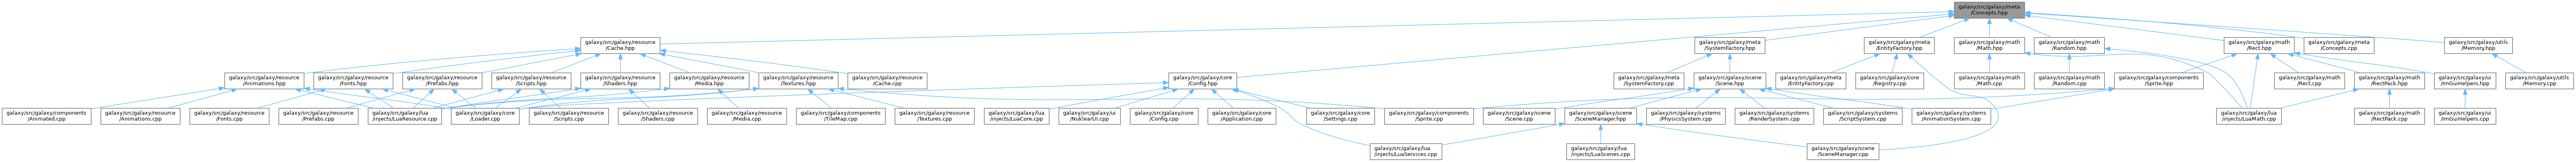 galaxy/src/galaxy/meta
/Concepts.hpp
galaxy/src/galaxy/resource
/Cache.hpp
galaxy/src/galaxy/meta
/SystemFactory.hpp
galaxy/src/galaxy/meta
/EntityFactory.hpp
galaxy/src/galaxy/math
/Math.hpp
galaxy/src/galaxy/math
/Random.hpp
galaxy/src/galaxy/math
/Rect.hpp
galaxy/src/galaxy/meta
/Concepts.cpp
galaxy/src/galaxy/utils
/Memory.hpp
galaxy/src/galaxy/resource
/Animations.hpp
galaxy/src/galaxy/resource
/Fonts.hpp
galaxy/src/galaxy/resource
/Prefabs.hpp
galaxy/src/galaxy/resource
/Scripts.hpp
galaxy/src/galaxy/resource
/Shaders.hpp
galaxy/src/galaxy/resource
/Media.hpp
galaxy/src/galaxy/resource
/Textures.hpp
galaxy/src/galaxy/resource
/Cache.cpp
galaxy/src/galaxy/core
/Config.hpp
galaxy/src/galaxy/meta
/SystemFactory.cpp
galaxy/src/galaxy/scene
/Scene.hpp
galaxy/src/galaxy/meta
/EntityFactory.cpp
galaxy/src/galaxy/core
/Registry.cpp
galaxy/src/galaxy/math
/Math.cpp
galaxy/src/galaxy/math
/Random.cpp
galaxy/src/galaxy/components
/Sprite.hpp
galaxy/src/galaxy/math
/Rect.cpp
galaxy/src/galaxy/math
/RectPack.hpp
galaxy/src/galaxy/ui
/ImGuiHelpers.hpp
galaxy/src/galaxy/utils
/Memory.cpp
galaxy/src/galaxy/components
/Animated.cpp
galaxy/src/galaxy/resource
/Animations.cpp
galaxy/src/galaxy/resource
/Fonts.cpp
galaxy/src/galaxy/resource
/Prefabs.cpp
galaxy/src/galaxy/lua
/injects/LuaResource.cpp
galaxy/src/galaxy/core
/Loader.cpp
galaxy/src/galaxy/resource
/Scripts.cpp
galaxy/src/galaxy/resource
/Shaders.cpp
galaxy/src/galaxy/resource
/Media.cpp
galaxy/src/galaxy/components
/TileMap.cpp
galaxy/src/galaxy/resource
/Textures.cpp
galaxy/src/galaxy/lua
/injects/LuaCore.cpp
galaxy/src/galaxy/ui
/NuklearUI.cpp
galaxy/src/galaxy/core
/Config.cpp
galaxy/src/galaxy/core
/Application.cpp
galaxy/src/galaxy/core
/Settings.cpp
galaxy/src/galaxy/components
/Sprite.cpp
galaxy/src/galaxy/scene
/Scene.cpp
galaxy/src/galaxy/scene
/SceneManager.hpp
galaxy/src/galaxy/systems
/PhysicsSystem.cpp
galaxy/src/galaxy/systems
/RenderSystem.cpp
galaxy/src/galaxy/systems
/ScriptSystem.cpp
galaxy/src/galaxy/systems
/AnimationSystem.cpp
galaxy/src/galaxy/lua
/injects/LuaMath.cpp
galaxy/src/galaxy/math
/RectPack.cpp
galaxy/src/galaxy/ui
/ImGuiHelpers.cpp
galaxy/src/galaxy/lua
/injects/LuaServices.cpp
galaxy/src/galaxy/lua
/injects/LuaScenes.cpp
galaxy/src/galaxy/scene
/SceneManager.cpp